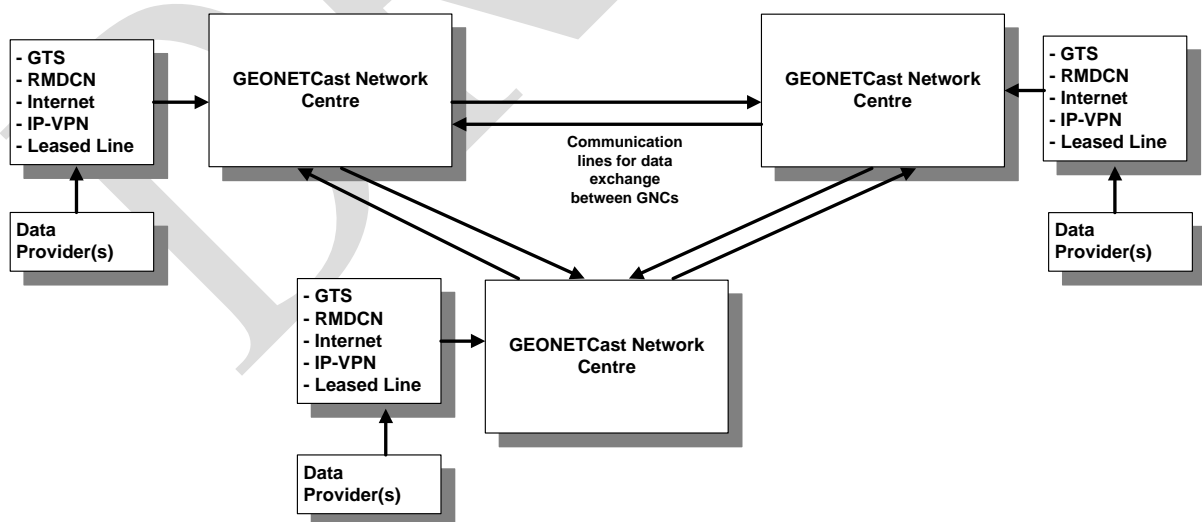 - GTS
- RMDCN
- Internet
- IP-VPN
- Leased Line
GEONETCast Network
Centre
GEONETCast Network
Centre
- GTS
- RMDCN
- Internet
- IP-VPN
- Leased Line
Communication
lines for data
exchange
between GNCs
Data
Provider(s)
Data
Provider(s)
- GTS
- RMDCN
- Internet
- IP-VPN
- Leased Line
GEONETCast Network
Centre
Data
Provider(s)